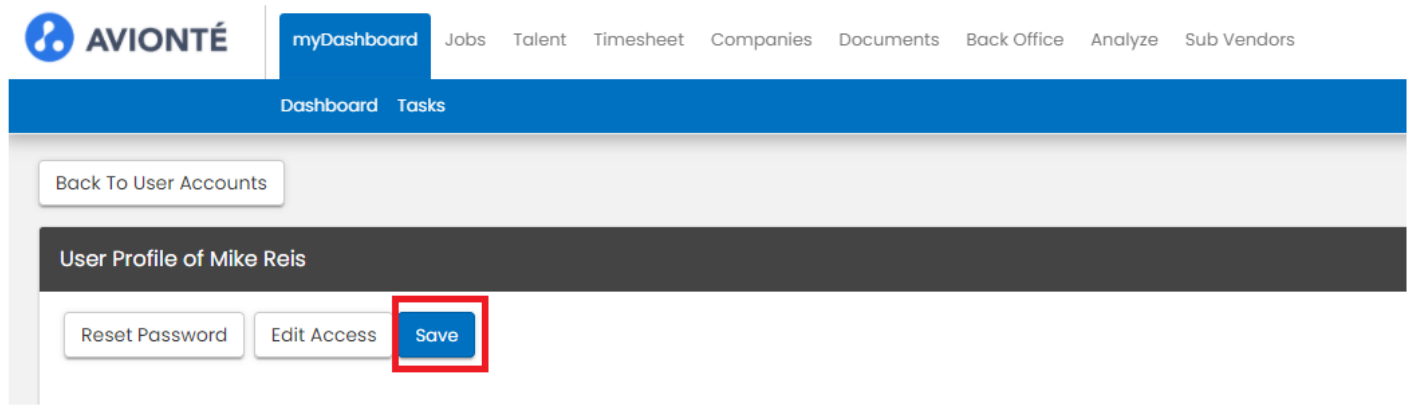 AVIONTÉ myDashboard Jobs Talent Timesheet Companies Documents Back Office Analyze Sub Vendors
Dashboard Tasks
Back To User Accounts
User Profile of Mike Reis
Reset Password Edit Access Save